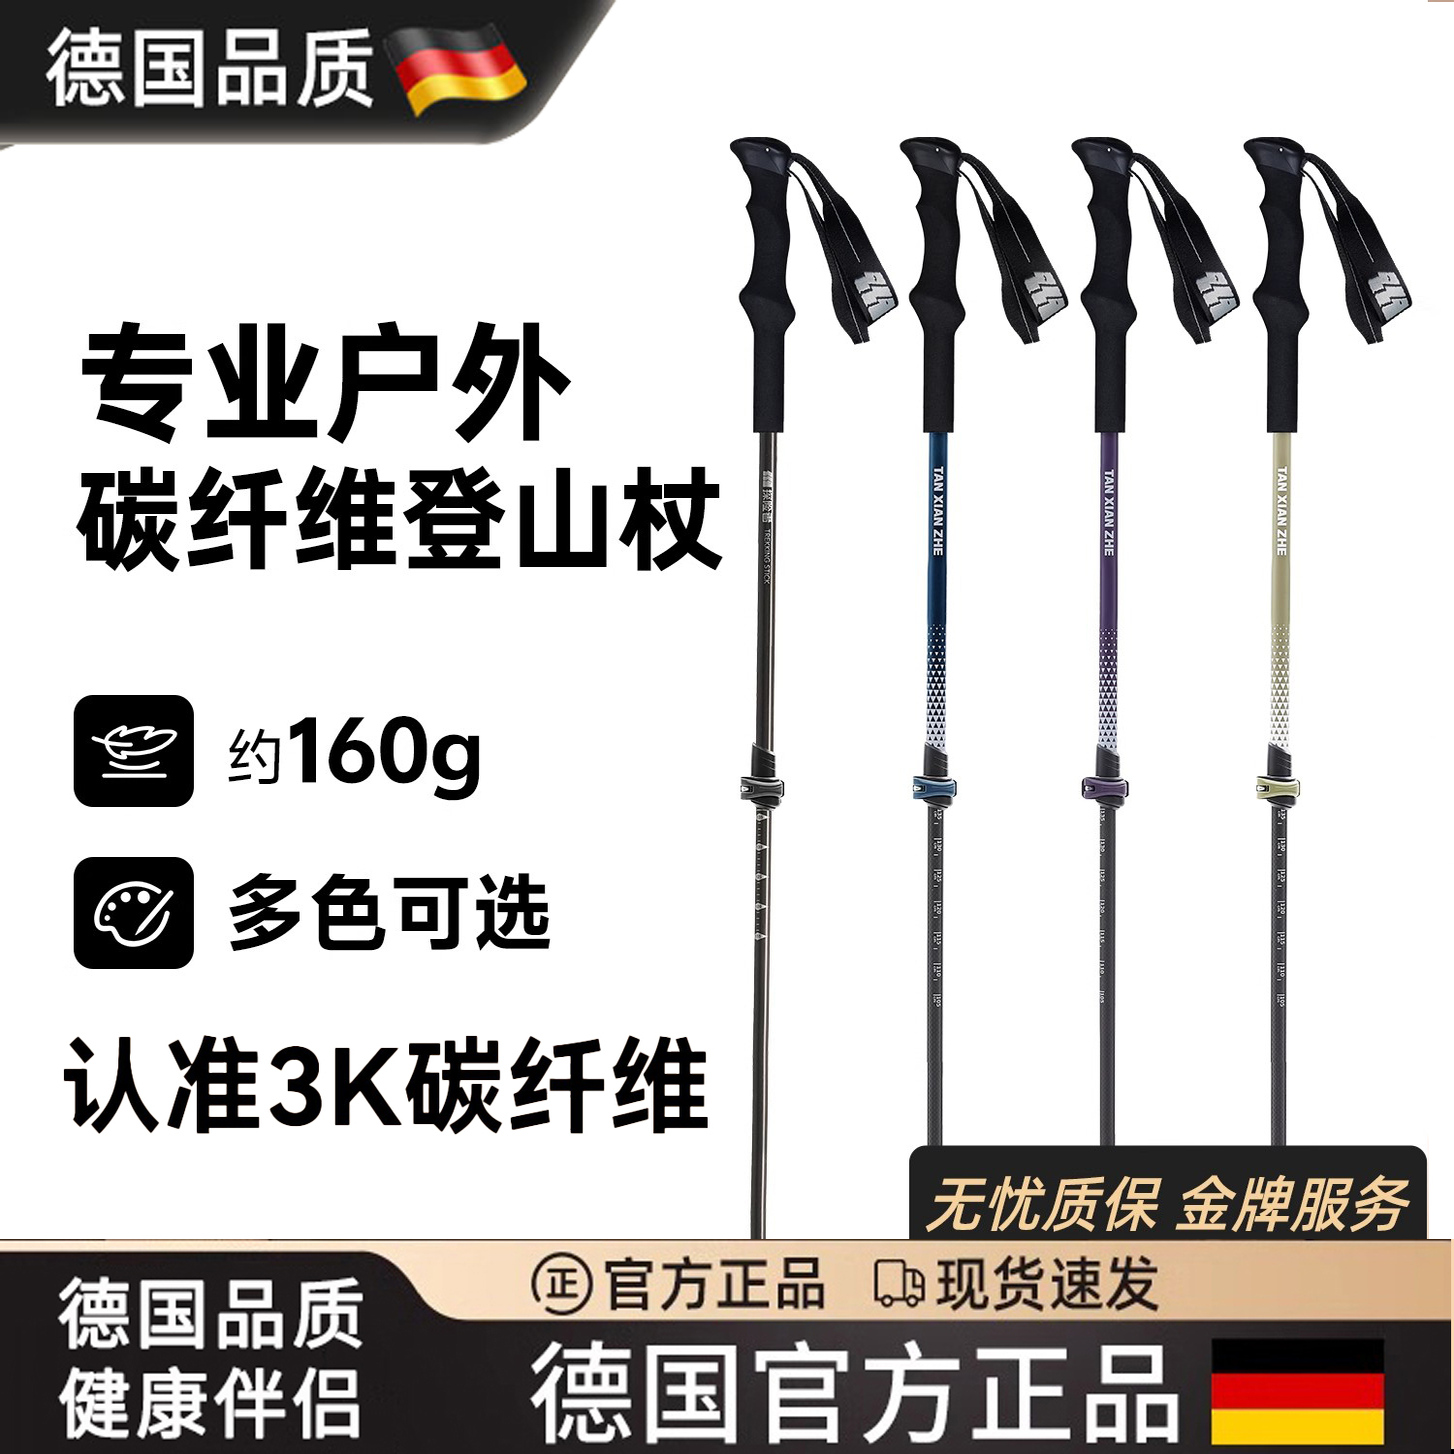 德国品质
专业户外
碳纤维登山杖
约160g
多色可选
认准3K碳纤维
探险者 TREKKING STICK
TAN XIAN ZHE
TAN XIAN ZHE
TAN XIAN ZHE
无忧质保 金牌服务
正 官方正品 现货速发
德国品质
健康伴侣
德国官方正品